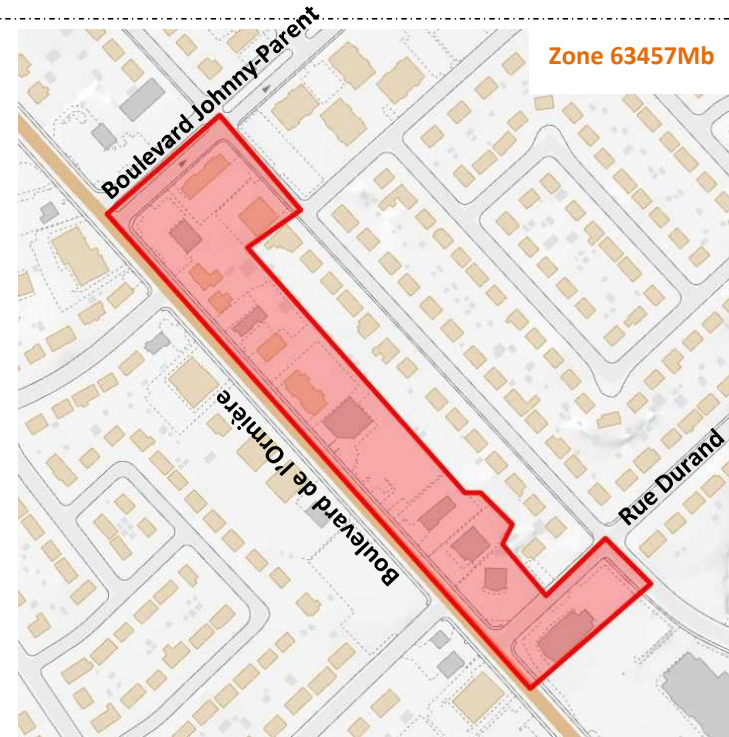 Zone 63457Mb
Boulevard Johnny-Parent
Boulevard de l'Ormière
Rue Durand